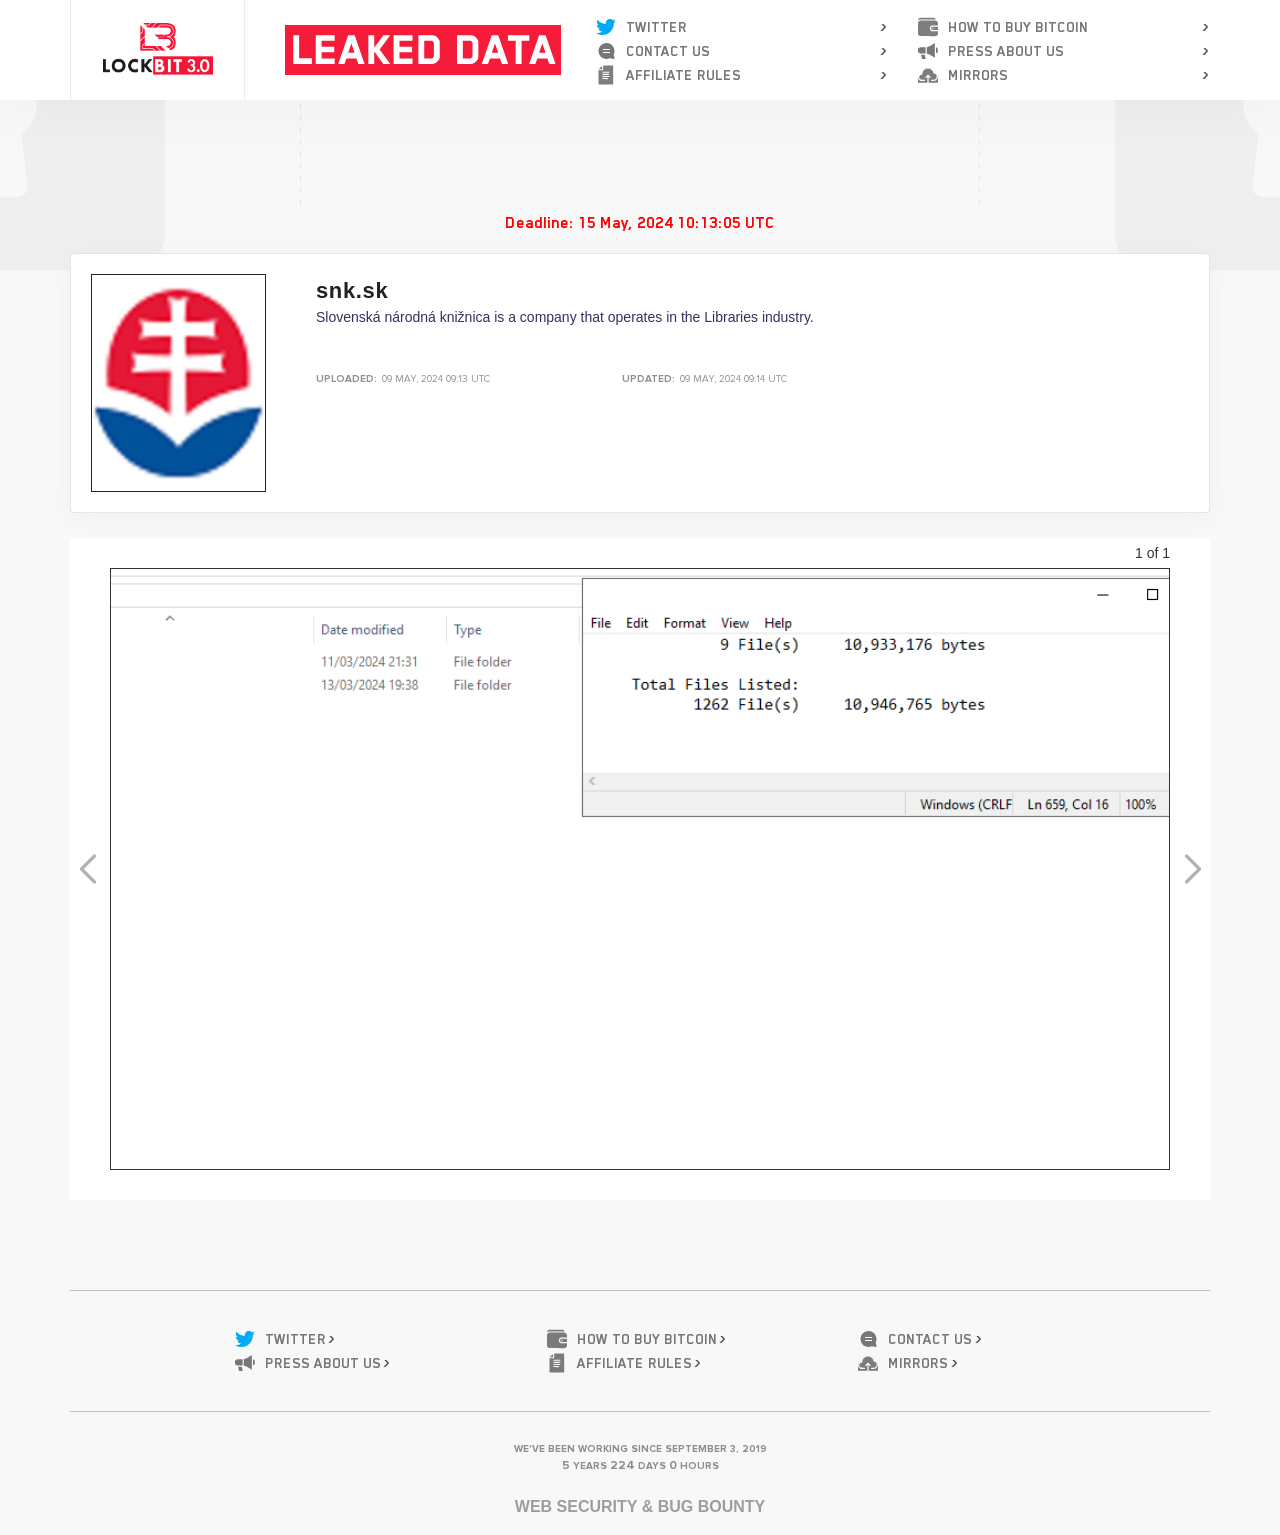 LOCKBIT 3.0
LEAKED DATA
TWITTER
CONTACT US
AFFILIATE RULES
HOW TO BUY BITCOIN
PRESS ABOUT US
MIRRORS
Deadline: 15 May, 2024 10:13:05 UTC
snk.sk
Slovenská národná knižnica is a company that operates in the Libraries industry.
UPLOADED: 09 MAY, 2024 09:13 UTC
UPDATED: 09 MAY, 2024 09:14 UTC
1 of 1
Date modified Type
11/03/2024 21:31 File folder
13/03/2024 19:38 File folder
File Edit Format View Help
9 File(s) 10,933,176 bytes
Total Files Listed:
1262 File(s) 10,946,765 bytes
Windows (CRLF Ln 659, Col 16 100%
TWITTER
HOW TO BUY BITCOIN
CONTACT US
PRESS ABOUT US
AFFILIATE RULES
MIRRORS
WE'VE BEEN WORKING SINCE SEPTEMBER 3, 2019
5 YEARS 224 DAYS 0 HOURS
WEB SECURITY & BUG BOUNTY